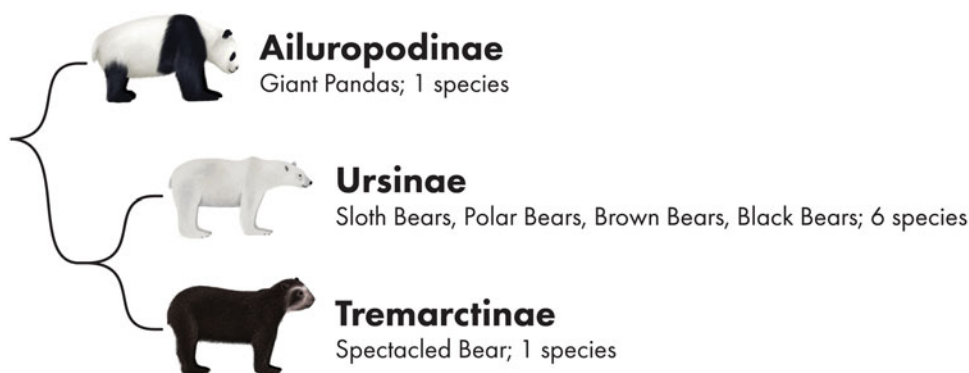 Ailuropodinae
Giant Pandas; 1 species
Ursinae
Sloth Bears, Polar Bears, Brown Bears, Black Bears; 6 species
Tremarctinae
Spectacled Bear; 1 species